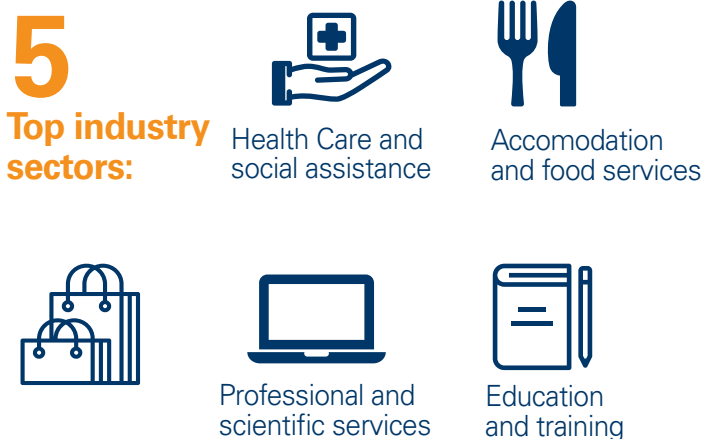 5
Top industry
sectors:
Health Care and
social assistance
Accomodation
and food services
Professional and
scientific services
Education
and training